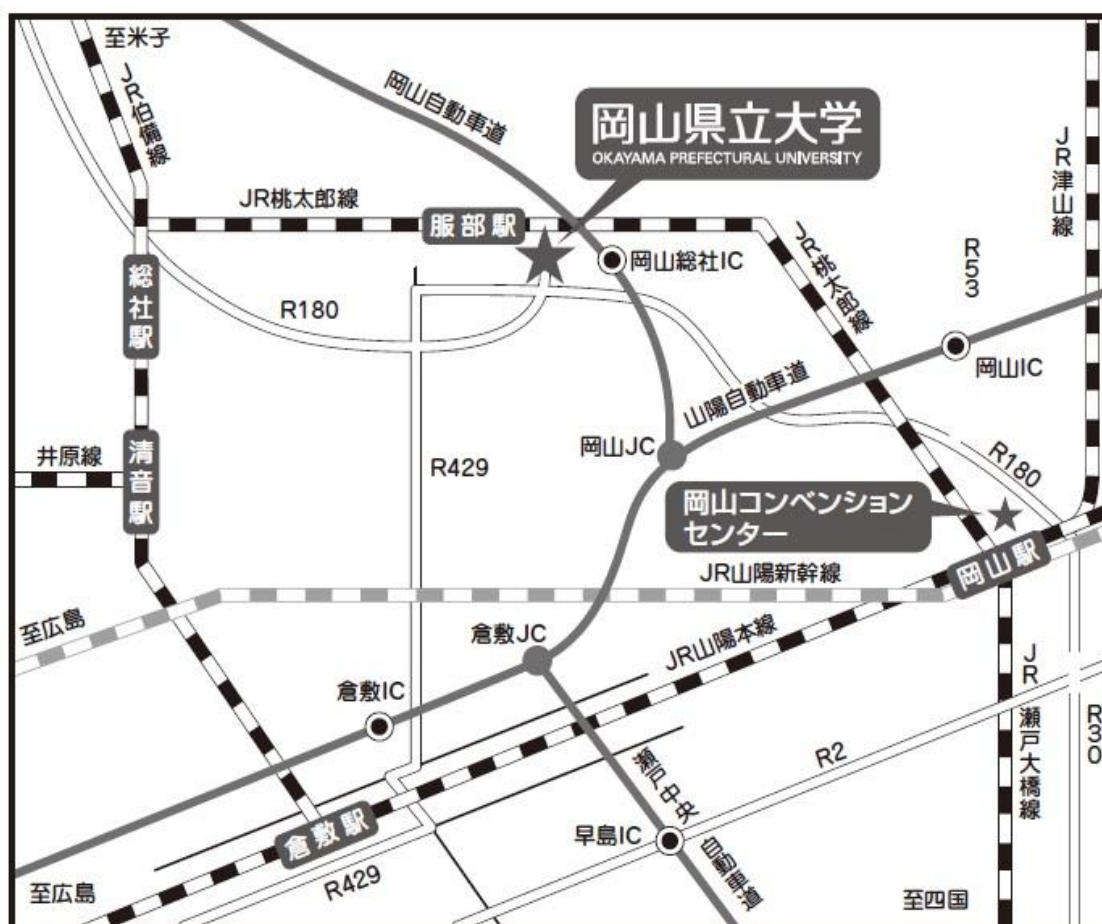 至米子
JR伯備線
岡山自動車道
岡山県立大学
OKAYAMA PREFECTURAL UNIVERSITY
JR津山線
JR桃太郎線
服部駅
岡山総社IC
JR桃太郎線
R53
総社駅
R180
岡山IC
山陽自動車道
井原線
清音駅
R429
岡山JC
R180
岡山コンベンション
センター
岡山駅
JR山陽新幹線
至広島
倉敷JC
JR山陽本線
倉敷IC
JR瀬戸大橋線
R30
R2
瀬戸中央自動車道
早島IC
倉敷駅
R429
至広島
至四国